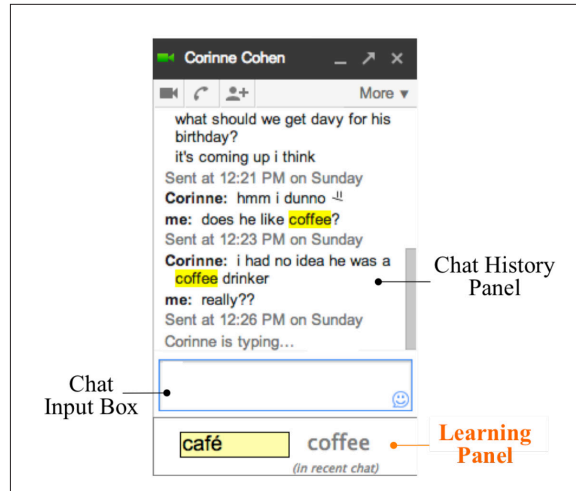 Corinne Cohen
More ▼
what should we get davy for his
birthday?
it's coming up i think
Sent at 12:21 PM on Sunday
Corinne: hmm i dunno
me: does he like coffee?
Sent at 12:23 PM on Sunday
Corinne: i had no idea he was a
coffee drinker
me: really??
Sent at 12:26 PM on Sunday
Corinne is typing...
Chat History
Panel
Chat
Input Box
café coffee
(in recent chat)
Learning
Panel